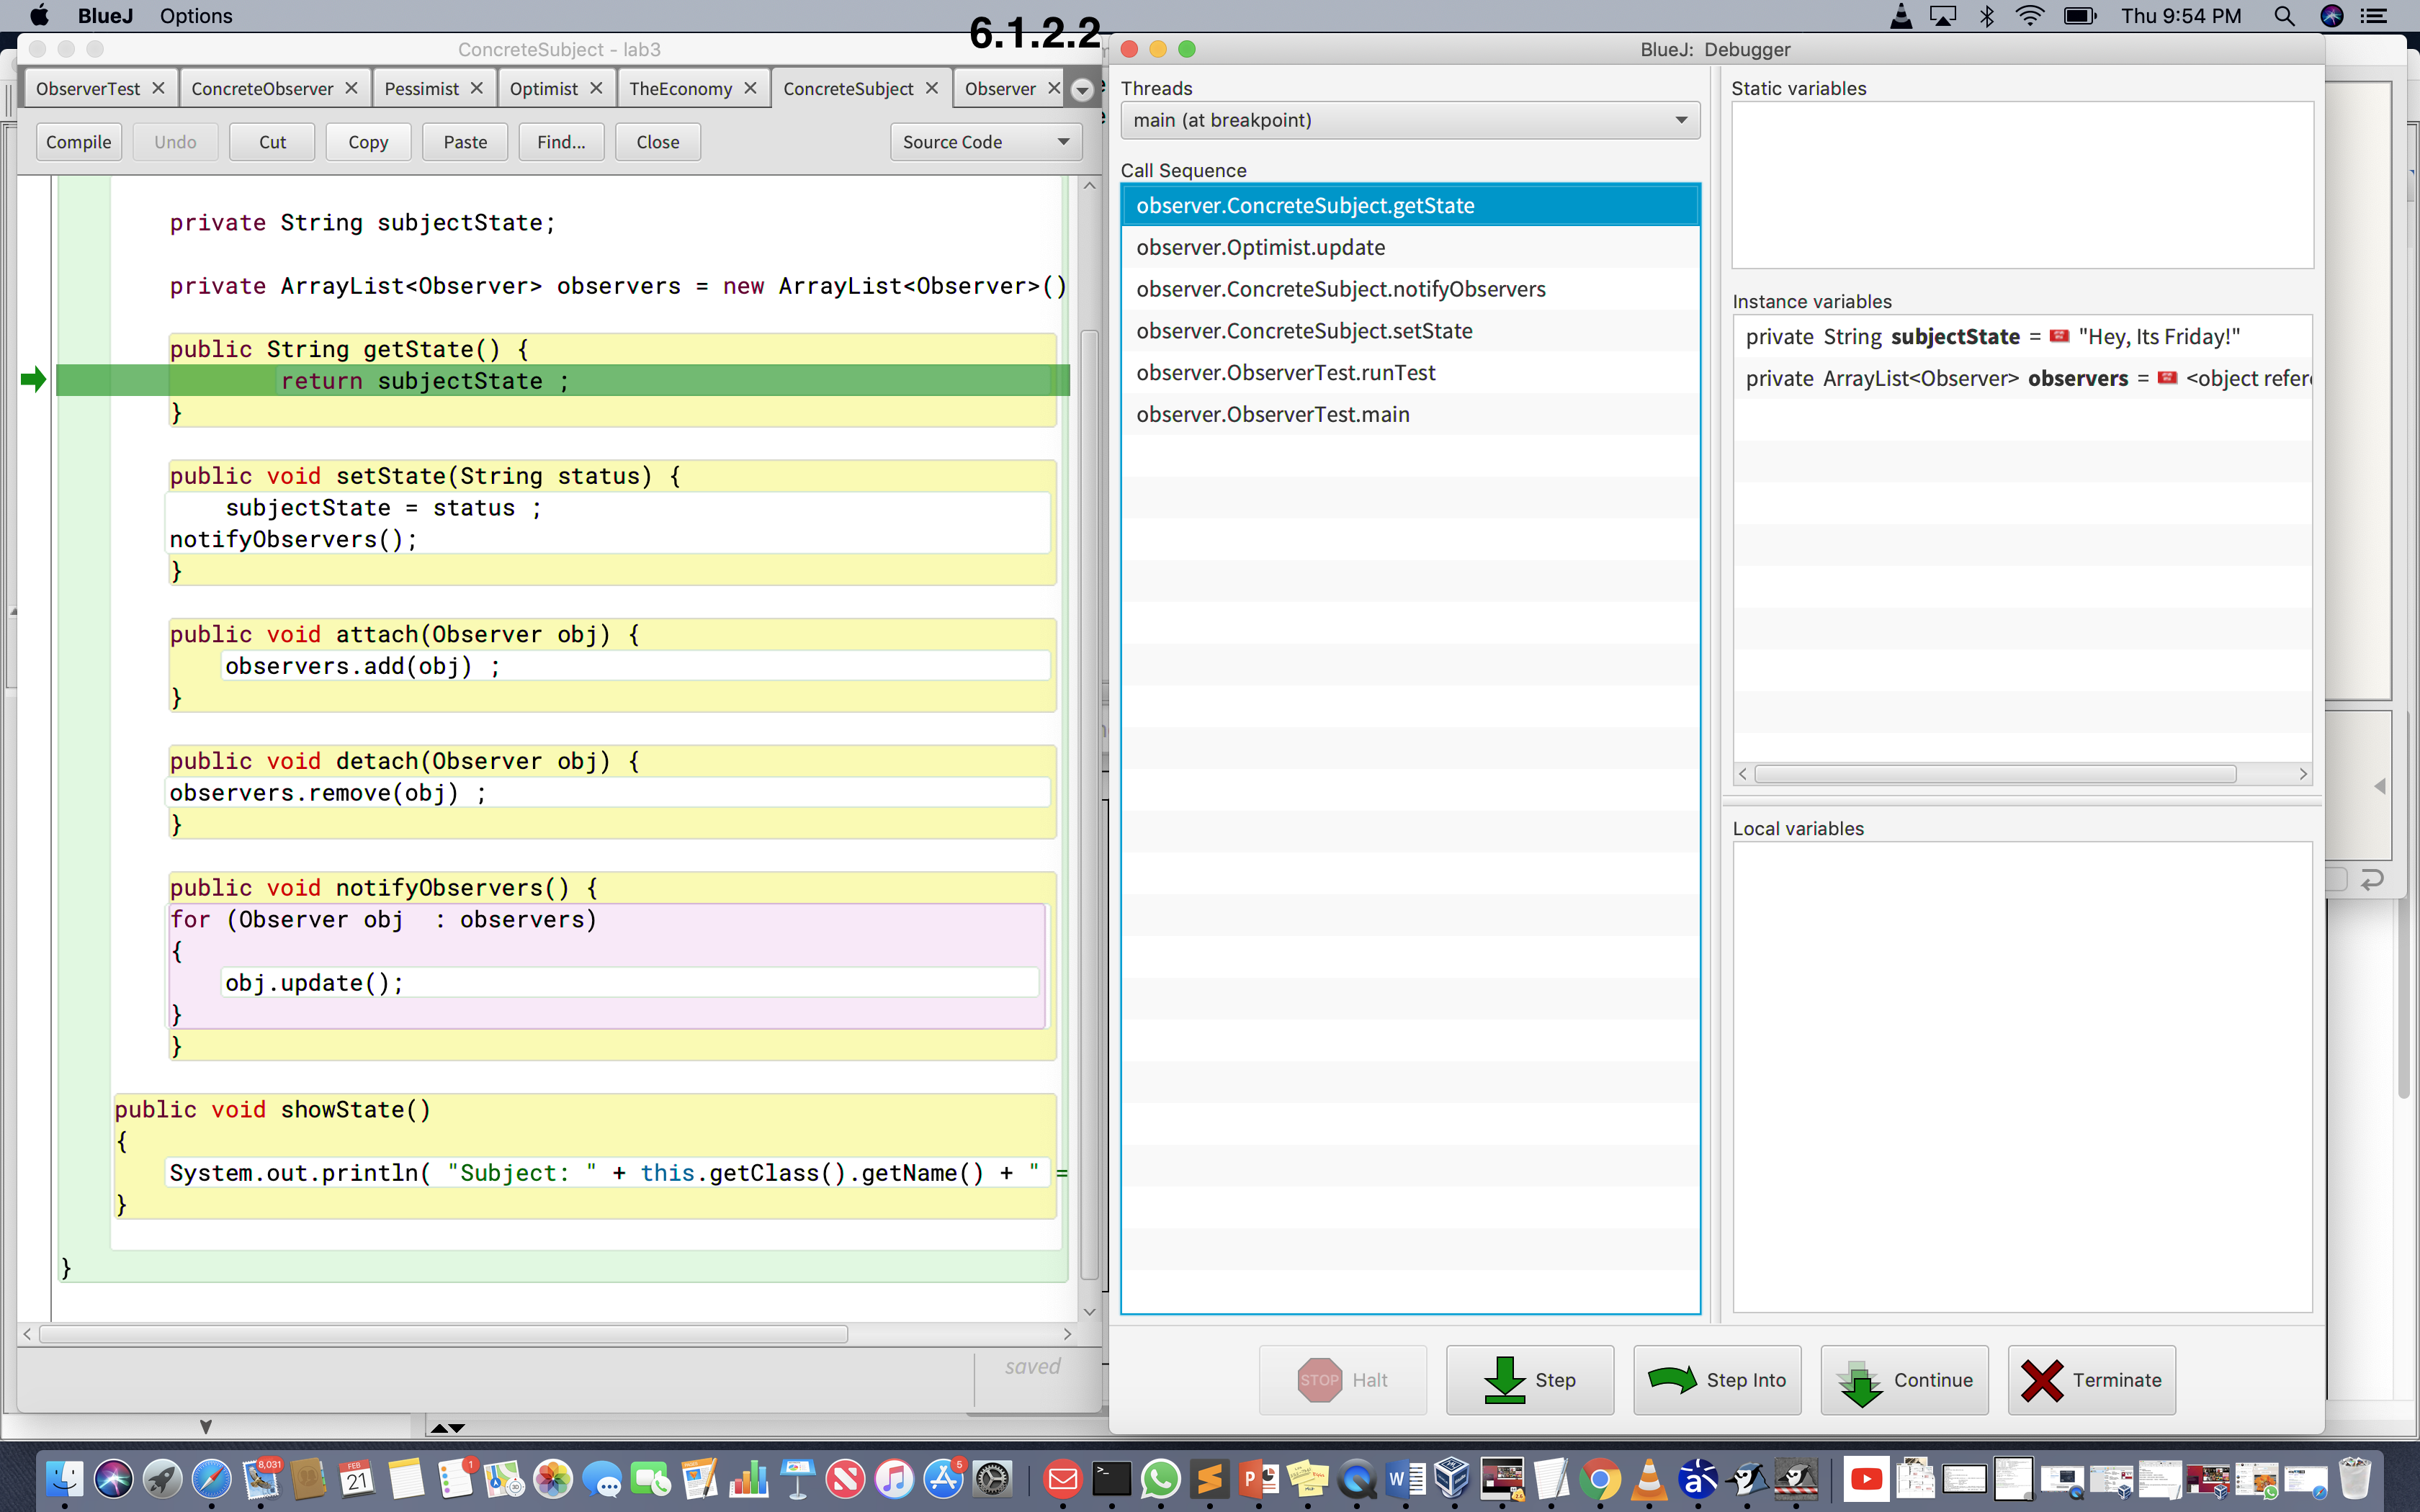 BlueJ Options
Thu 9:54 PM
6.1.2.2
ConcreteSubject - lab3
ObserverTest ConcreteObserver Pessimist Optimist TheEconomy ConcreteSubject Observer
Compile Undo Cut Copy Paste Find... Close Source Code
private String subjectState;
private ArrayList<Observer> observers = new ArrayList<Observer>()
public String getState() {
return subjectState ;
}
public void setState(String status) {
subjectState = status ;
notifyObservers();
}
public void attach(Observer obj) {
observers.add(obj) ;
}
public void detach(Observer obj) {
observers.remove(obj) ;
}
public void notifyObservers() {
for (Observer obj  : observers)
{
obj.update();
}
}
public void showState()
{
System.out.println( "Subject: " + this.getClass().getName() + " =
}
}
saved
BlueJ: Debugger
Threads
main (at breakpoint)
Call Sequence
observer.ConcreteSubject.getState
observer.Optimist.update
observer.ConcreteSubject.notifyObservers
observer.ConcreteSubject.setState
observer.ObserverTest.runTest
observer.ObserverTest.main
Static variables
Instance variables
private String subjectState = "Hey, Its Friday!"
private ArrayList<Observer> observers = <object refer
Local variables
STOP Halt Step Step Into Continue Terminate
8,031
FEB
21
1
5